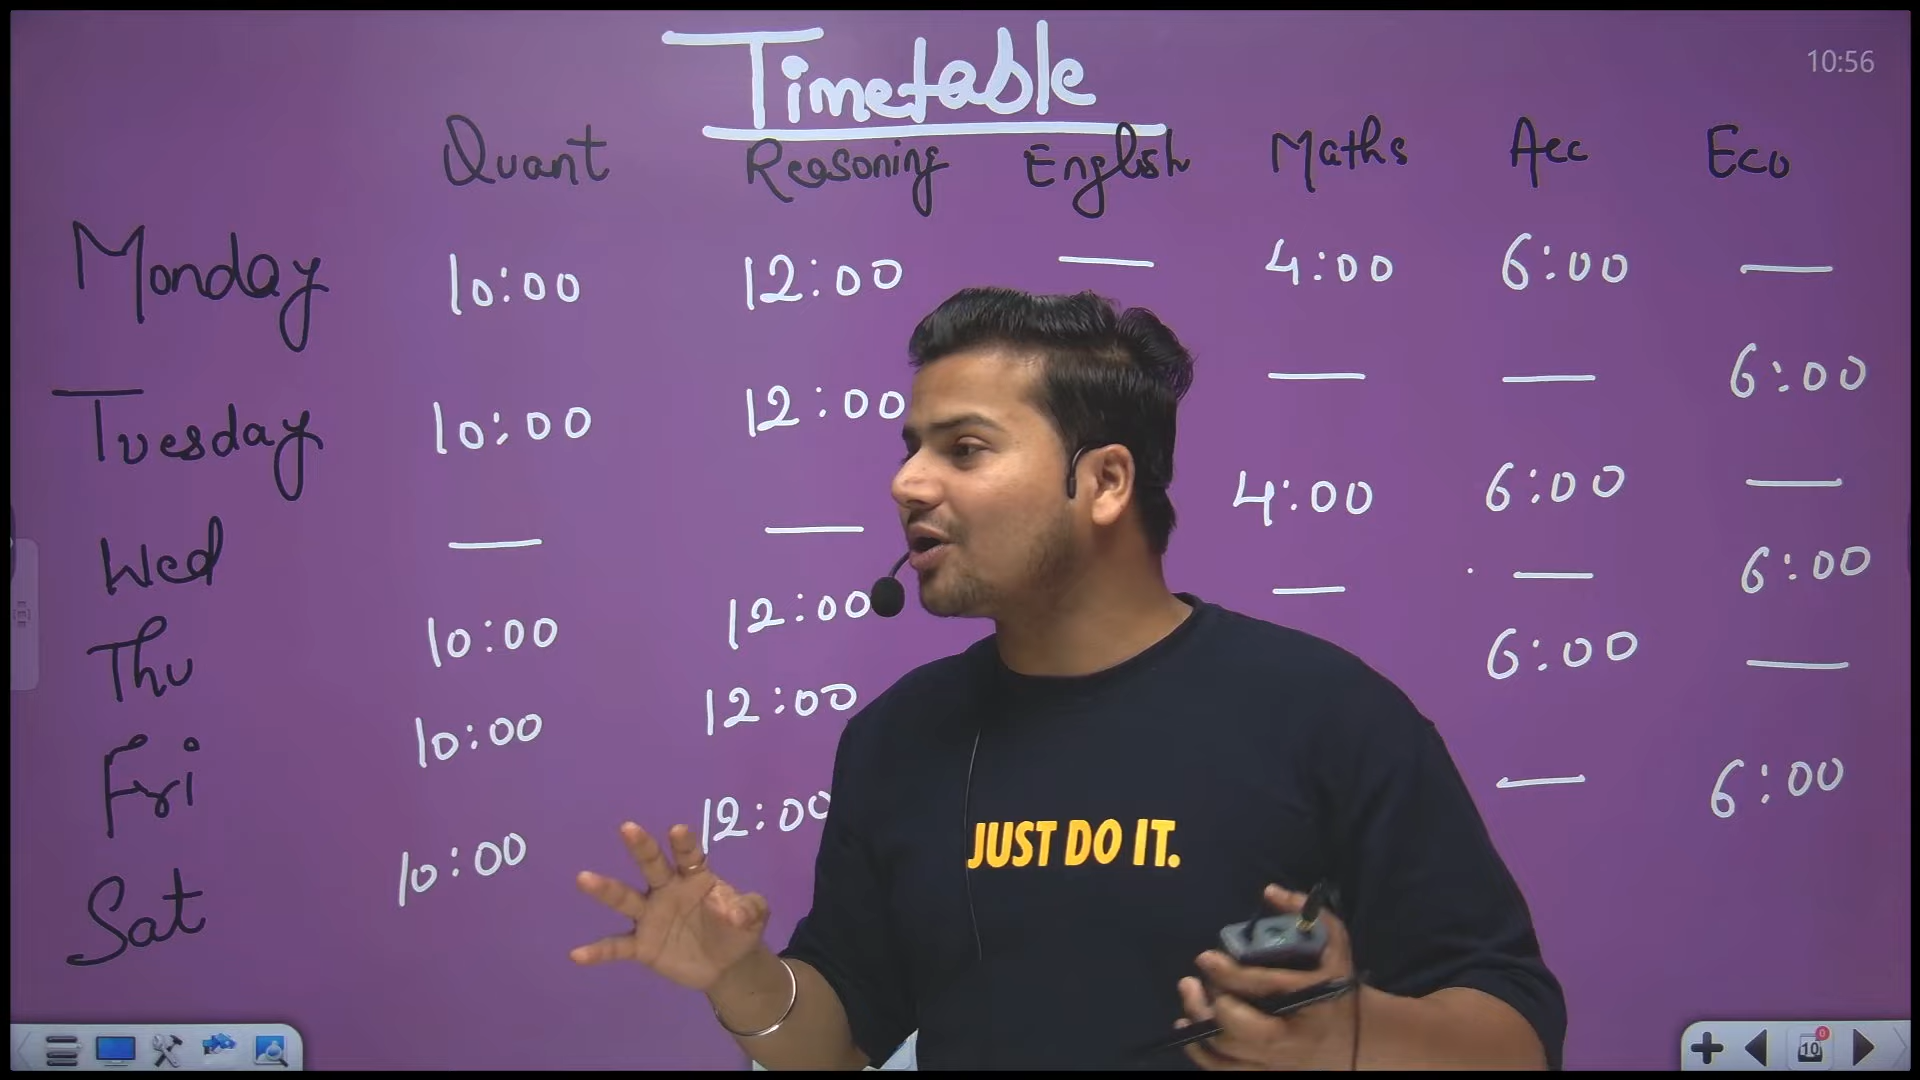 Timetable
10:56
Quant Reasoning English Maths Acc Eco
Monday 10:00 12:00 — 4:00 6:00 —
Tuesday 10:00 12:00 — — 6:00
Wed — — 4:00 6:00 —
Thu 10:00 12:00 — — 6:00
Fri 10:00 12:00 6:00 —
Sat 10:00 12:00 — 6:00
JUST DO IT.
10
0